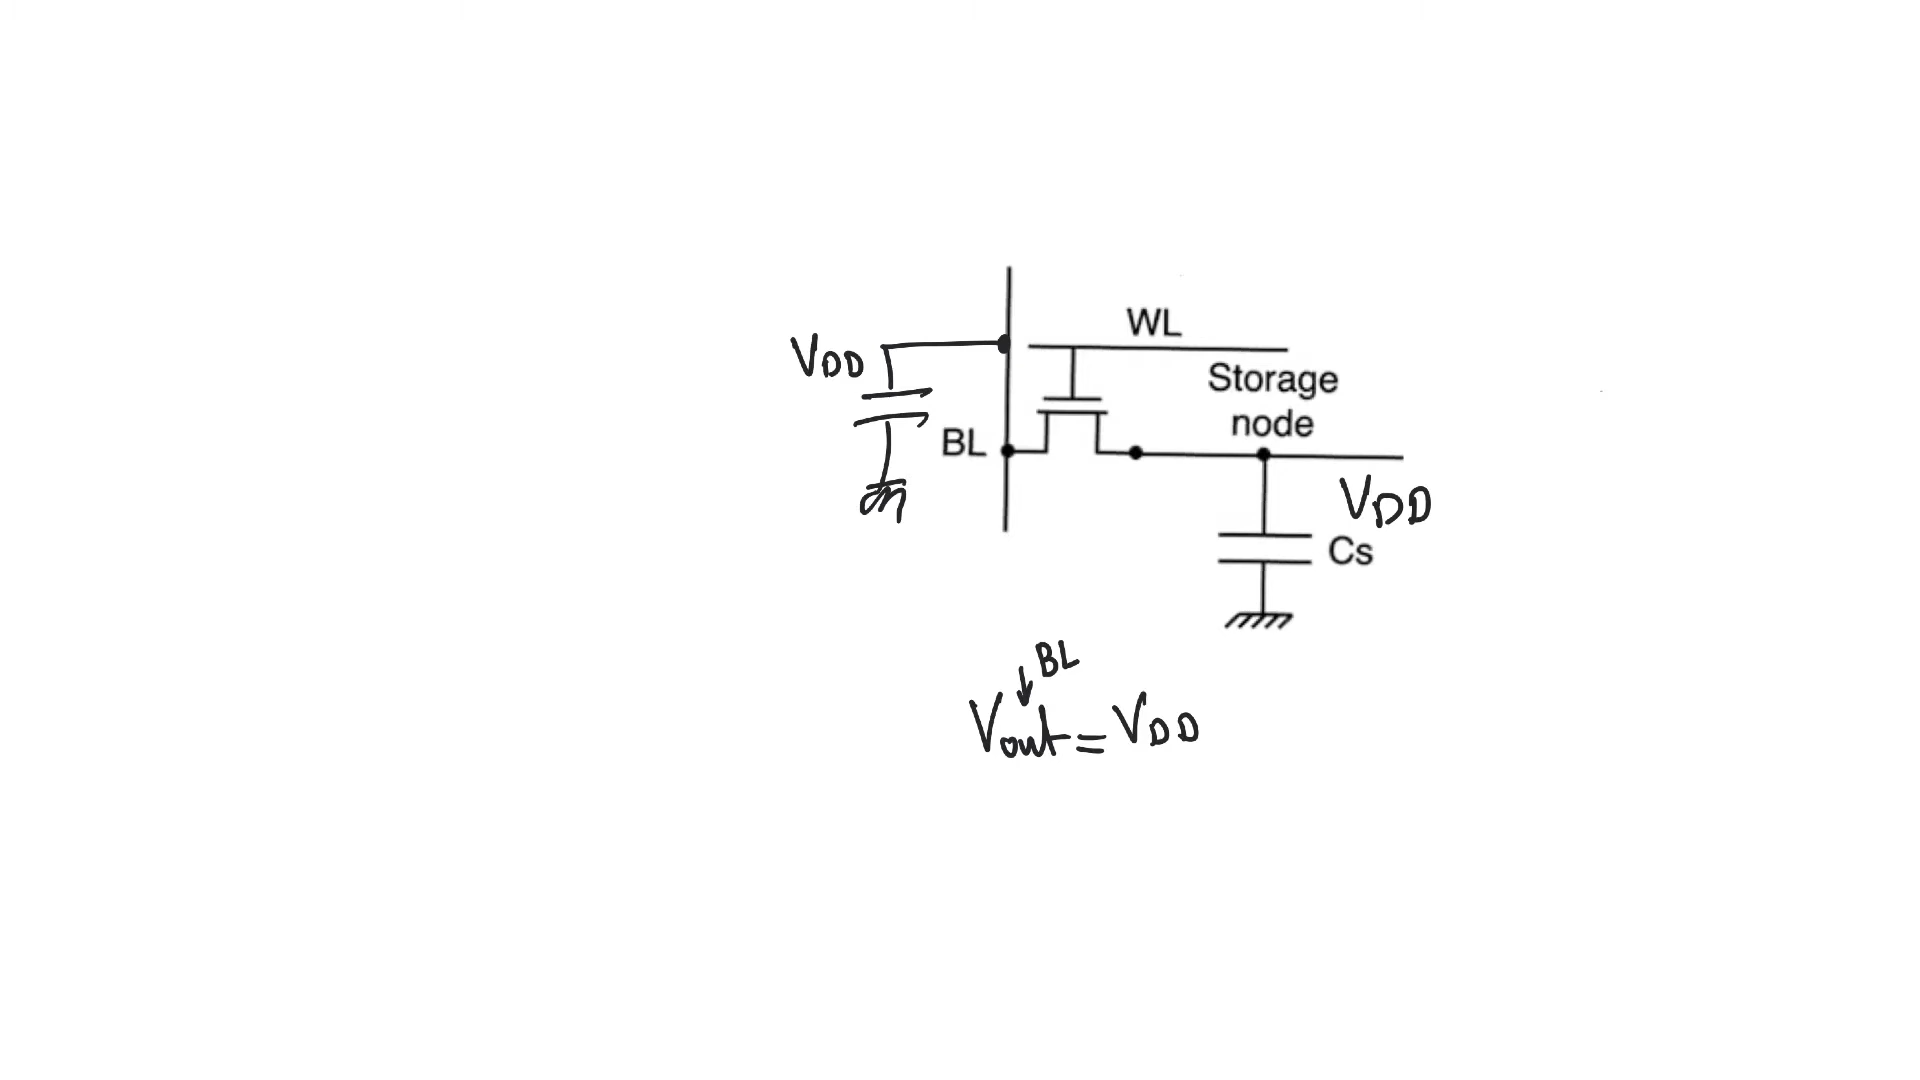 WL
VDD
Storage
node
BL
VDD
Cs
BL
Vout = VDD